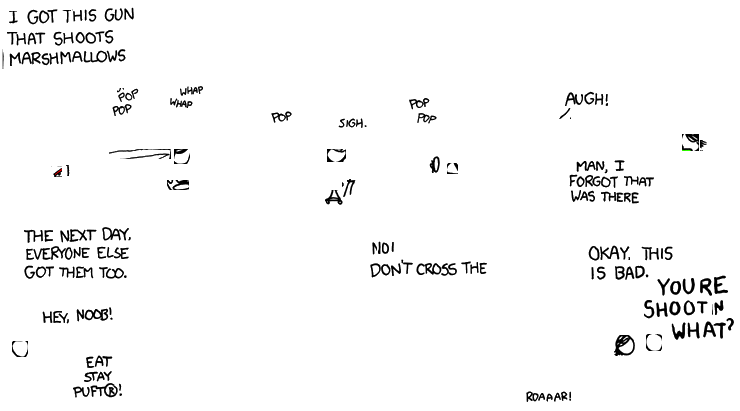 I GOT THIS GUN
THAT SHOOTS
MARSHMALLOWS
POP
POP
WHAP
WHAP
POP
SIGH.
POP
POP
AUGH!
MAN, I
FORGOT THAT
WAS THERE
THE NEXT DAY,
EVERYONE ELSE
GOT THEM TOO.
HEY, NOOB!
EAT
STAY
PUFT®!
NO!
DON'T CROSS THE
ROAAAR!
OKAY. THIS
IS BAD.
YOU'RE
SHOOTIN
WHAT?